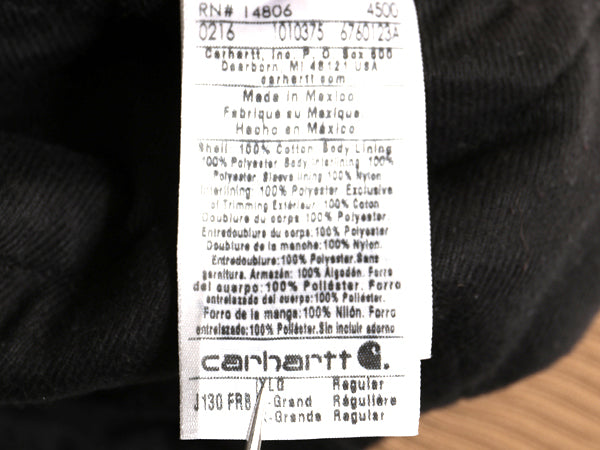 RN# 14806 4500
0216 1010375 6760123A
Carhartt, Inc. P. O. Box 600
Dearborn, MI 48121 USA
carhartt.com
Made in Mexico
Fabrique su Mexique
Hecho en México
Shell: 100% Cotton Body Lining
100% Polyester Body Interlining: 100%
Polyester Sleeve lining 100% Nylon
Interlining: 100% Polyester. Exclusive
of Trimming Extérieur: 100% Coton
Doublure du corps 100% Polyester.
Entredoublure du corps: 100% Polyester
Doublure de la manche: 100% Nylon.
Entredoublure: 100% Polyester. Sans
garniture. Armazón: 100% Algodón. Forro
del cuerpo: 100% Poliéster. Forro
entrelazado del cuerpo: 100% Poliéster.
Forro de la manga: 100% Nilón. Forro
entrelazado: 100% Poliéster. Sin incluir adorno
carhartt
XLG Regular
J130 FRB -Grand Régulière
-Grande Regular